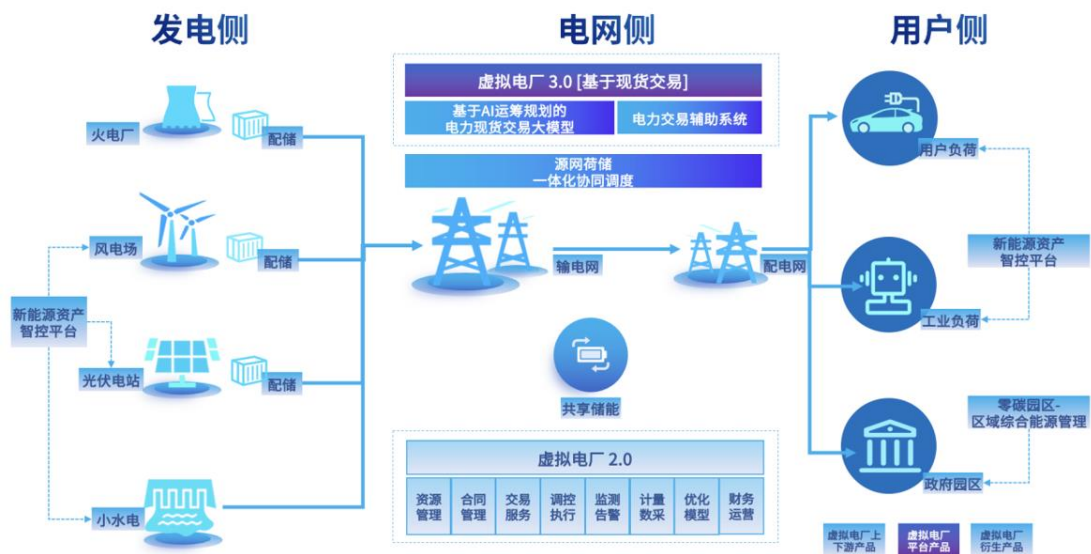 发电侧
电网侧
用户侧
火电厂
配储
风电场
配储
新能源资产
智控平台
光伏电站
配储
小水电
虚拟电厂 3.0 [基于现货交易]
基于AI运筹规划的
电力现货交易大模型
电力交易辅助系统
源网荷储
一体化协同调度
输电网
配电网
共享储能
虚拟电厂 2.0
资源
管理
合同
管理
交易
服务
调控
执行
监测
告警
计量
数采
优化
模型
财务
运营
用户负荷
新能源资产
智控平台
工业负荷
零碳园区-
区域综合能源管理
政府园区
虚拟电厂上
下游产品
虚拟电厂
平台产品
虚拟电厂
衍生产品